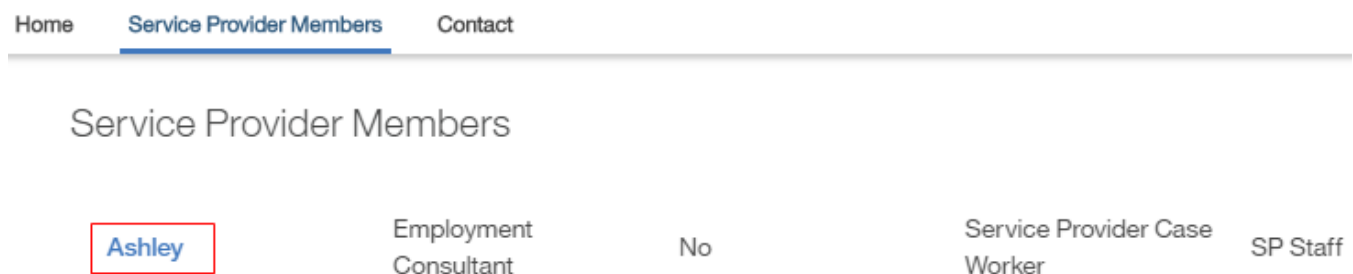 Home Service Provider Members Contact
Service Provider Members
Ashley Employment Consultant No Service Provider Case Worker SP Staff